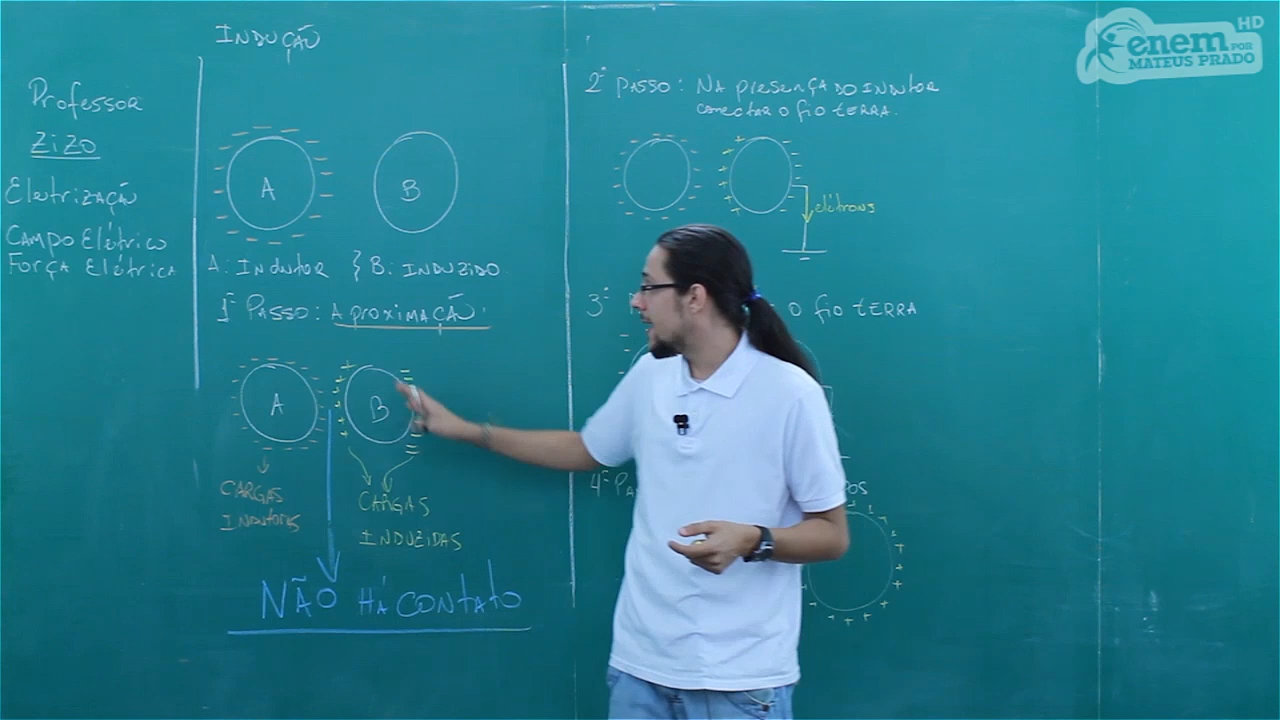 enem HD
POR
MATEUS PRADO
Professor
ZIZO
Eletrização
Campo Elétrico
Força Elétrica
Indução
A
B
A: Indutor } B: INDUZIDO.
1º Passo: Aproximação.
A
B
CARGAS
Indutoras
CARGAS
INDUZIDAS
NÃO HÁ CONTATO
2º Passo: Na presença do indutor
conectar o fio terra.
elétrons
3º
o fio terra
4º Pa
os